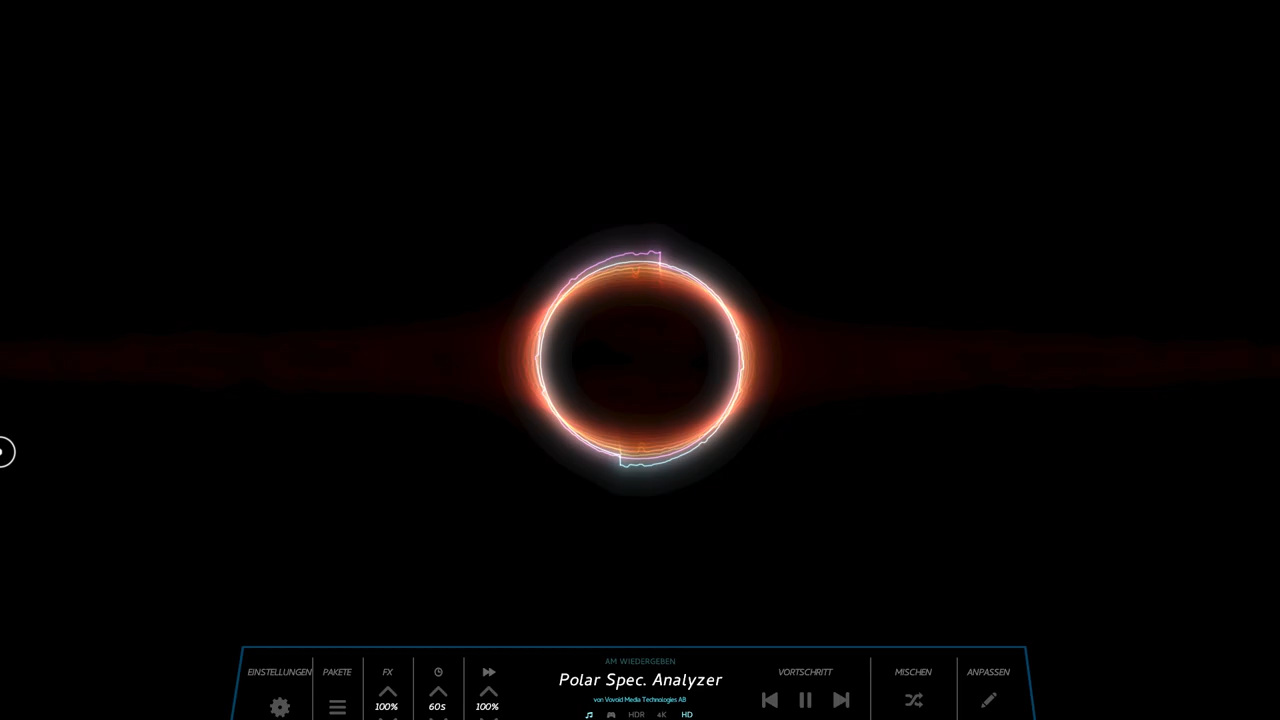 AM WIEDERGEBEN
EINSTELLUNGEN PAKETE FX Polar Spec. Analyzer VORTSCHRITT MISCHEN ANPASSEN
von Vovoid Media Technologies AB
100% 60s 100%
HDR 4K HD